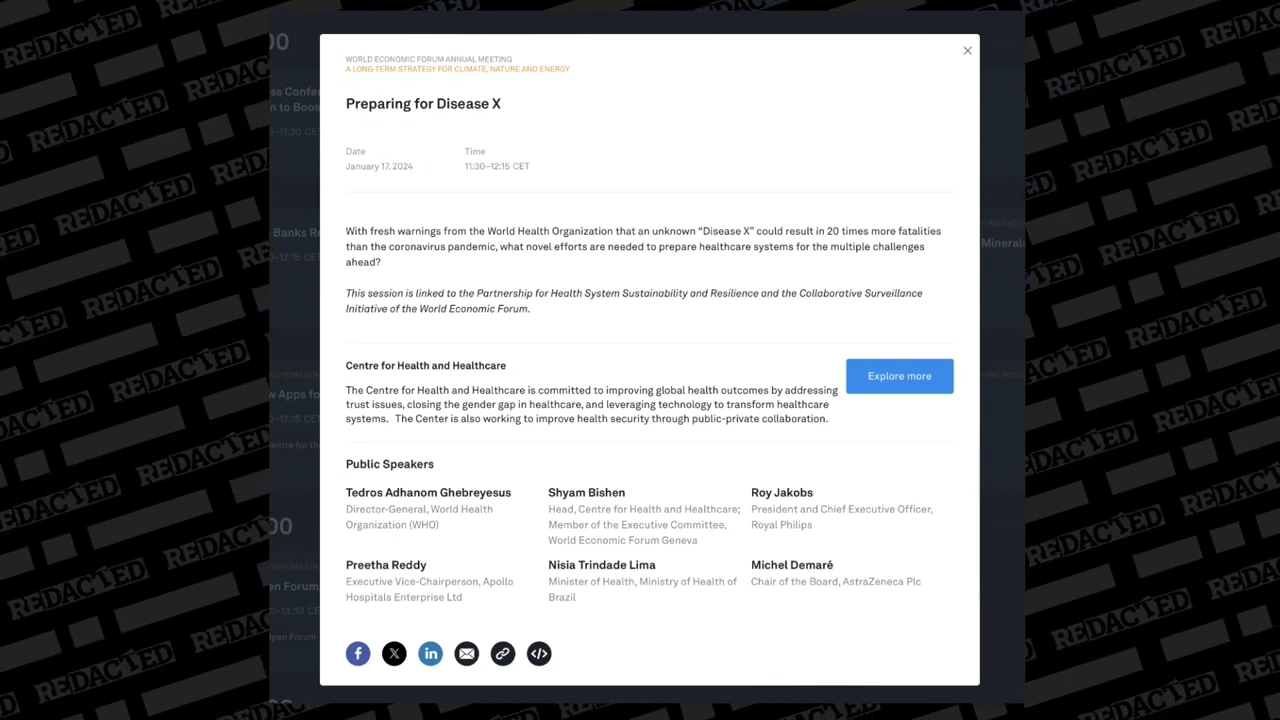 WORLD ECONOMIC FORUM ANNUAL MEETING
A LONG-TERM STRATEGY FOR CLIMATE, NATURE AND ENERGY
Preparing for Disease X
Date
Time
January 17, 2024
11:30–12:15 CET
With fresh warnings from the World Health Organization that an unknown “Disease X” could result in 20 times more fatalities
than the coronavirus pandemic, what novel efforts are needed to prepare healthcare systems for the multiple challenges
ahead?
This session is linked to the Partnership for Health System Sustainability and Resilience and the Collaborative Surveillance
Initiative of the World Economic Forum.
Centre for Health and Healthcare
Explore more
The Centre for Health and Healthcare is committed to improving global health outcomes by addressing
trust issues, closing the gender gap in healthcare, and leveraging technology to transform healthcare
systems. The Center is also working to improve health security through public-private collaboration.
Public Speakers
Tedros Adhanom Ghebreyesus
Director-General, World Health
Organization (WHO)
Shyam Bishen
Head, Centre for Health and Healthcare;
Member of the Executive Committee,
World Economic Forum Geneva
Roy Jakobs
President and Chief Executive Officer,
Royal Philips
Preetha Reddy
Executive Vice-Chairperson, Apollo
Hospitals Enterprise Ltd
Nisia Trindade Lima
Minister of Health, Ministry of Health of
Brazil
Michel Demaré
Chair of the Board, AstraZeneca Plc
REDACTED
REDACTED
REDACTED
REDACTED
REDACTED
REDACTED